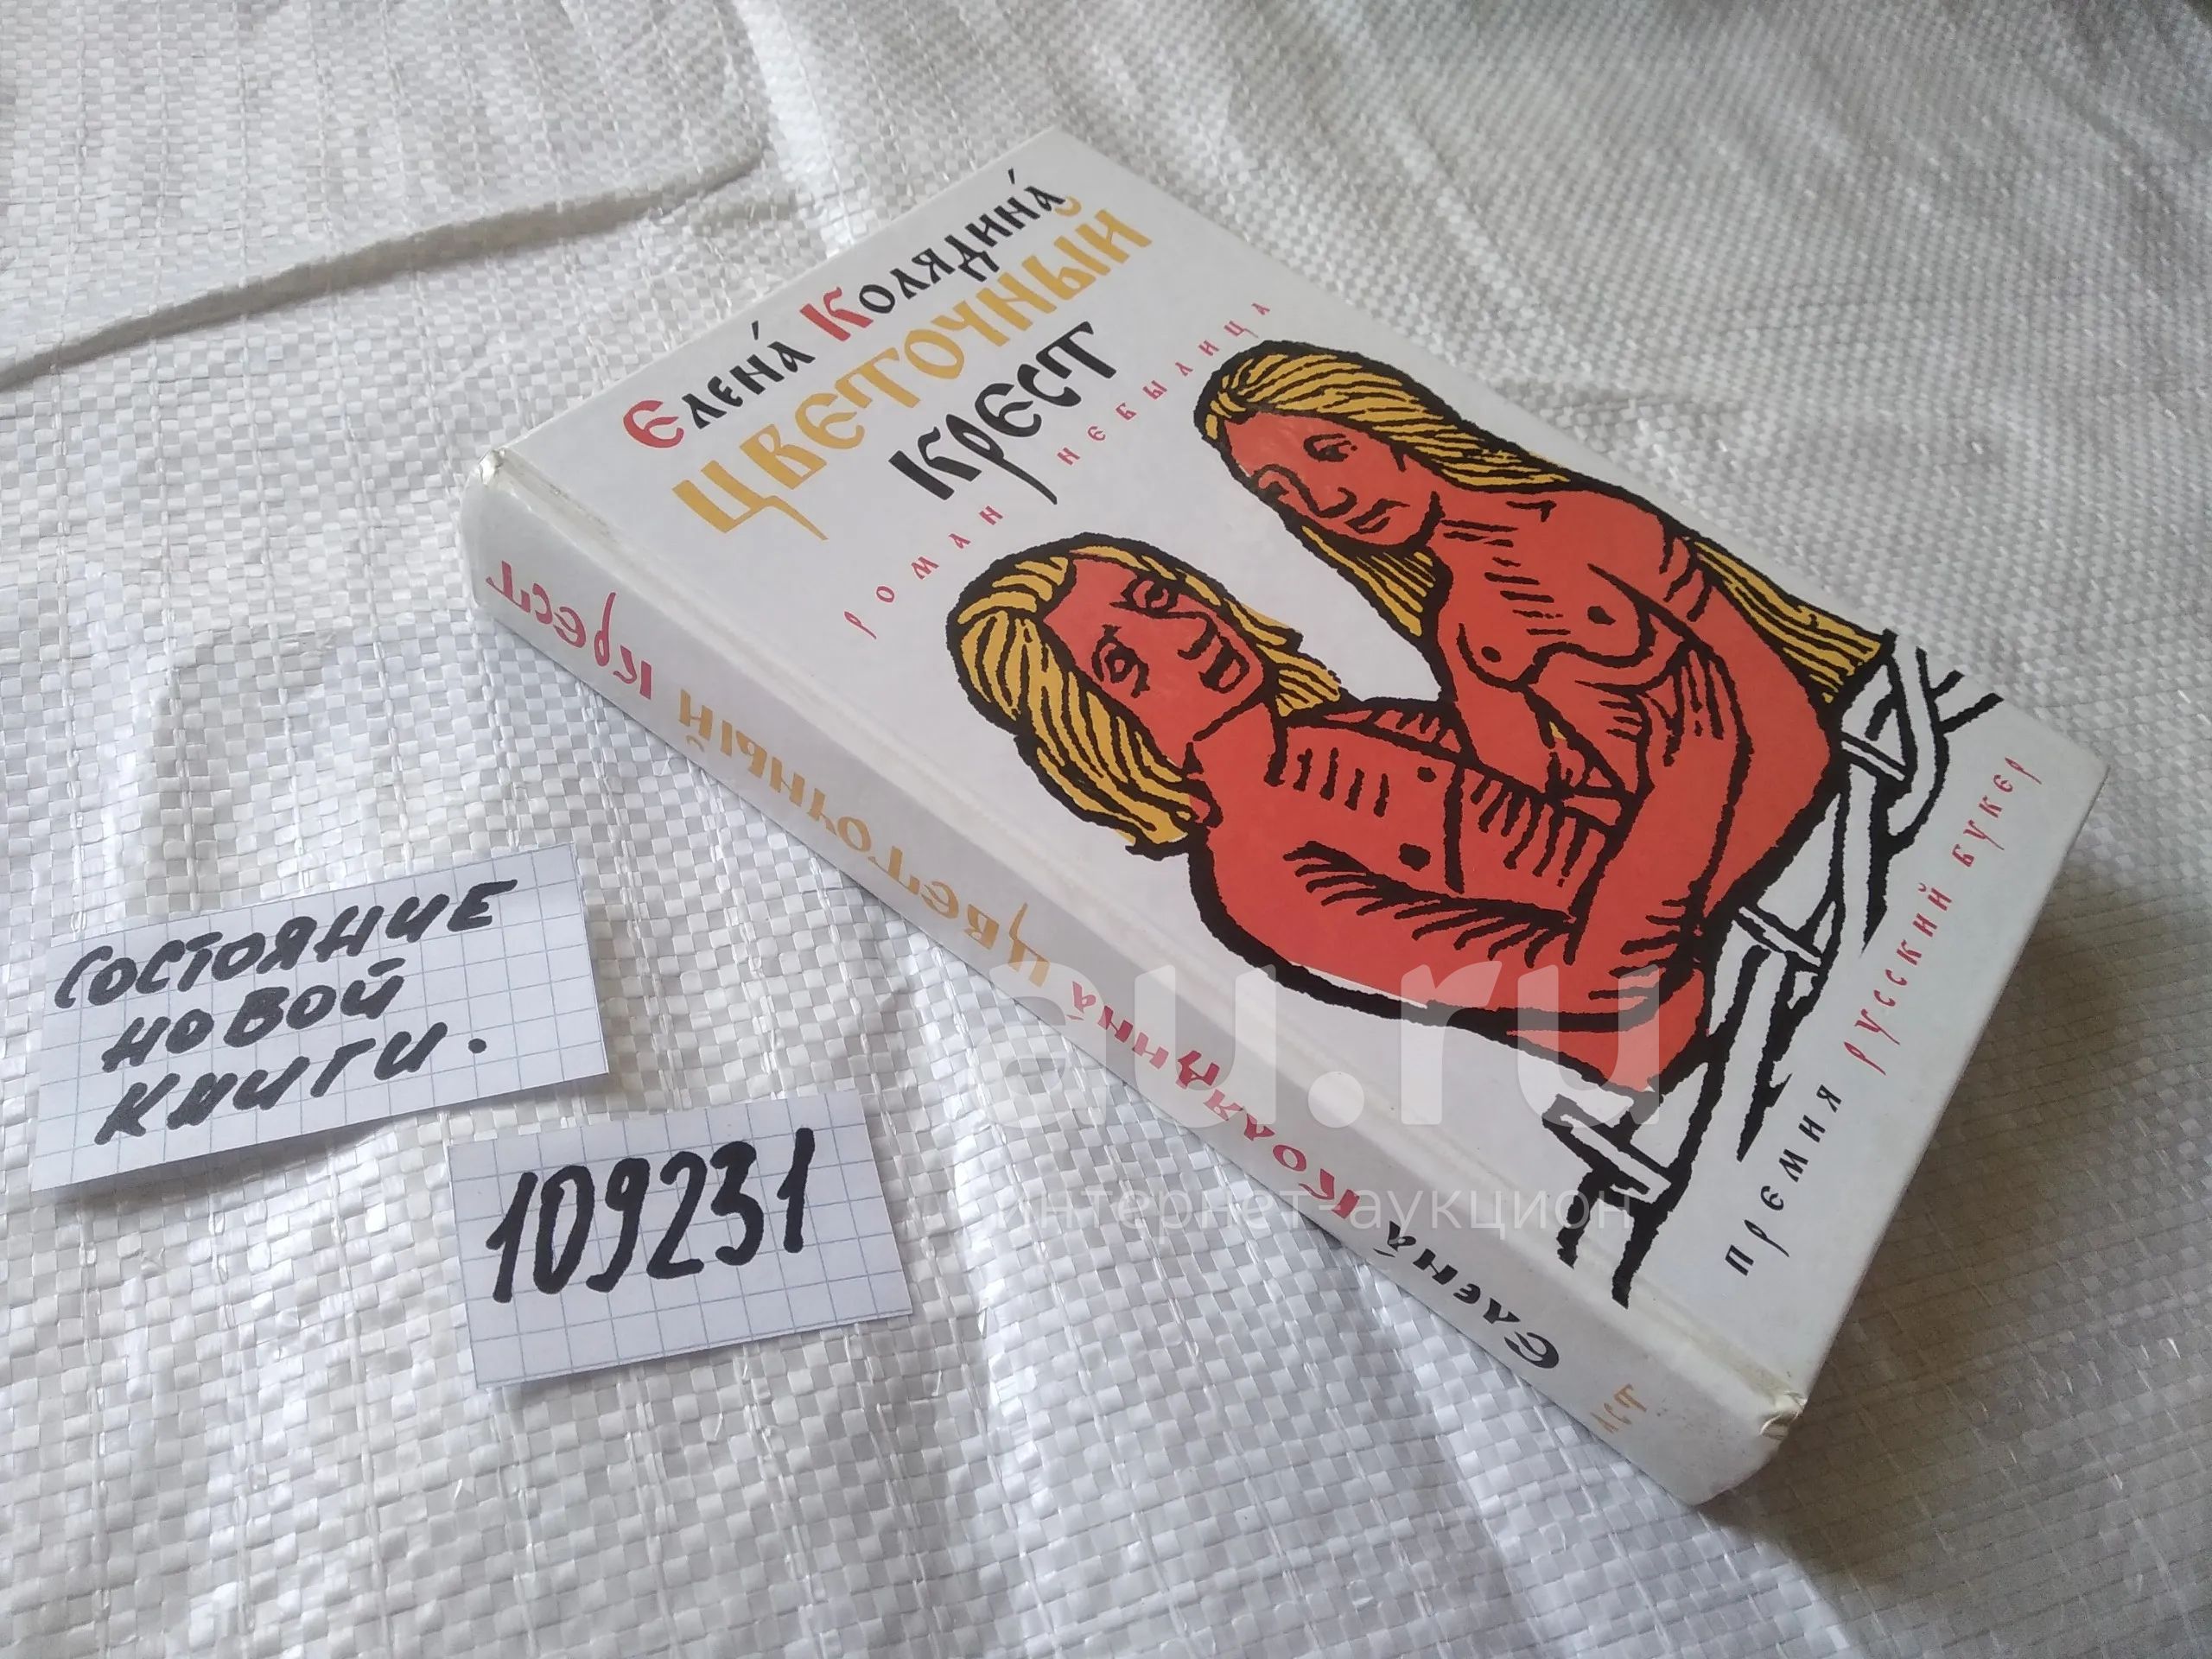 Елена́ Колядина́
Цветочный
крест
роман небылица
премия русский букер
Елена́ Колядина́ Цветочный крест
аст
состояние
новой
книги.
109231
au.ru
интернет-аукцион